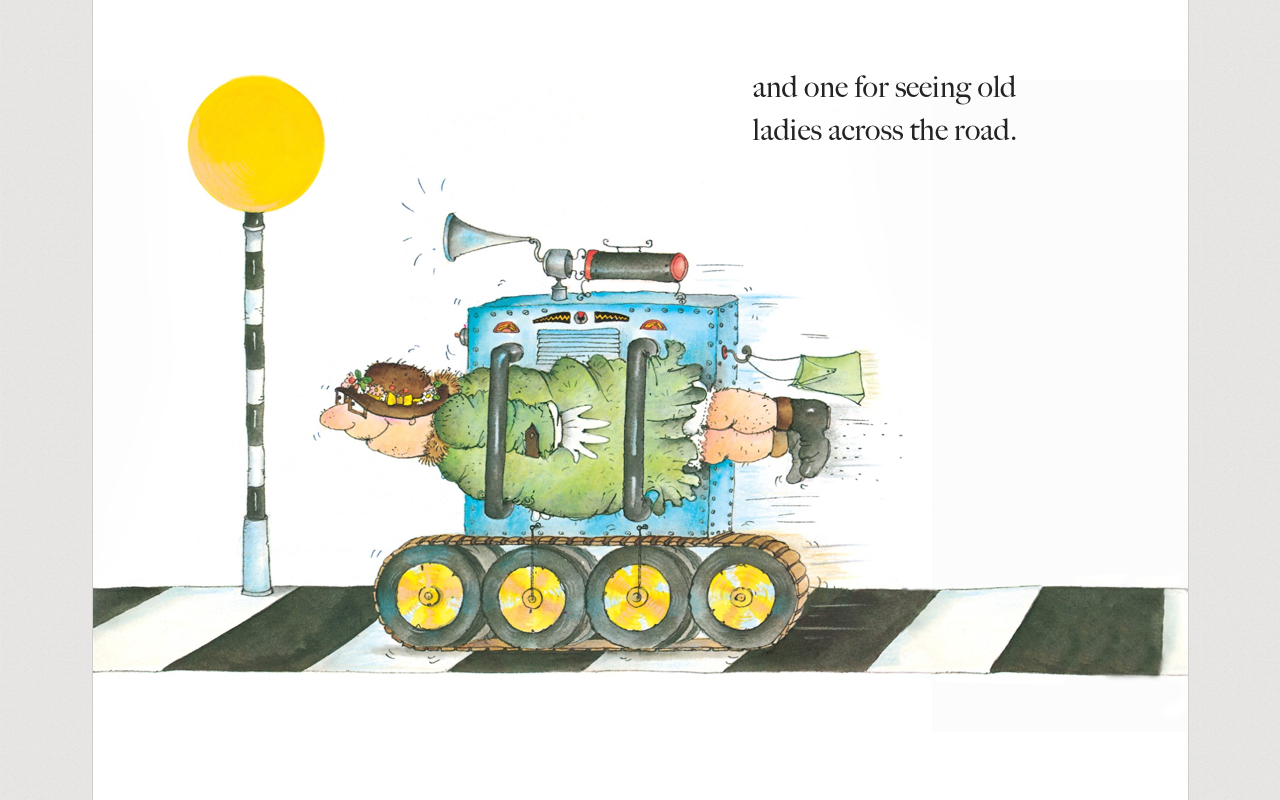 and one for seeing old
ladies across the road.